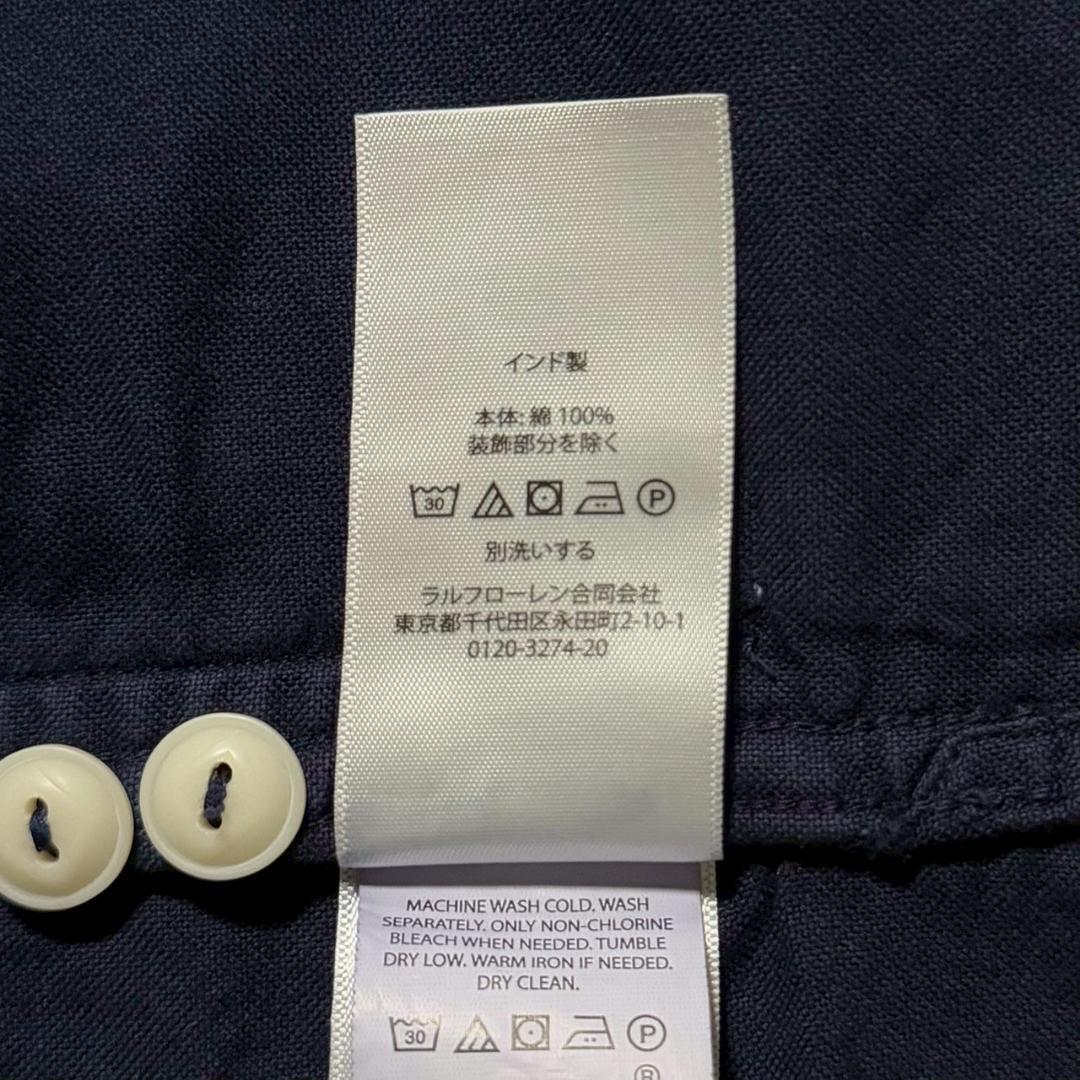 インド製
本体: 綿 100%
装飾部分を除く
30 P
別洗いする
ラルフローレン合同会社
東京都千代田区永田町2-10-1
0120-3274-20
MACHINE WASH COLD. WASH
SEPARATELY. ONLY NON-CHLORINE
BLEACH WHEN NEEDED. TUMBLE
DRY LOW. WARM IRON IF NEEDED.
DRY CLEAN.
30 P
®